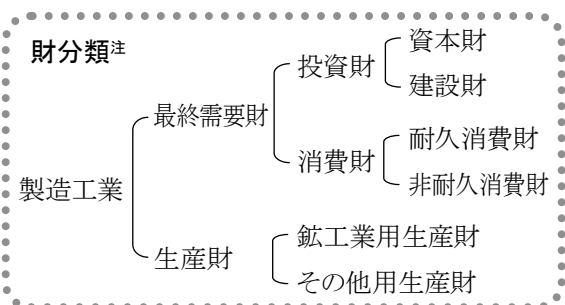 財分類注
製造工業
最終需要財
投資財
資本財
建設財
消費財
耐久消費財
非耐久消費財
生産財
鉱工業用生産財
その他用生産財